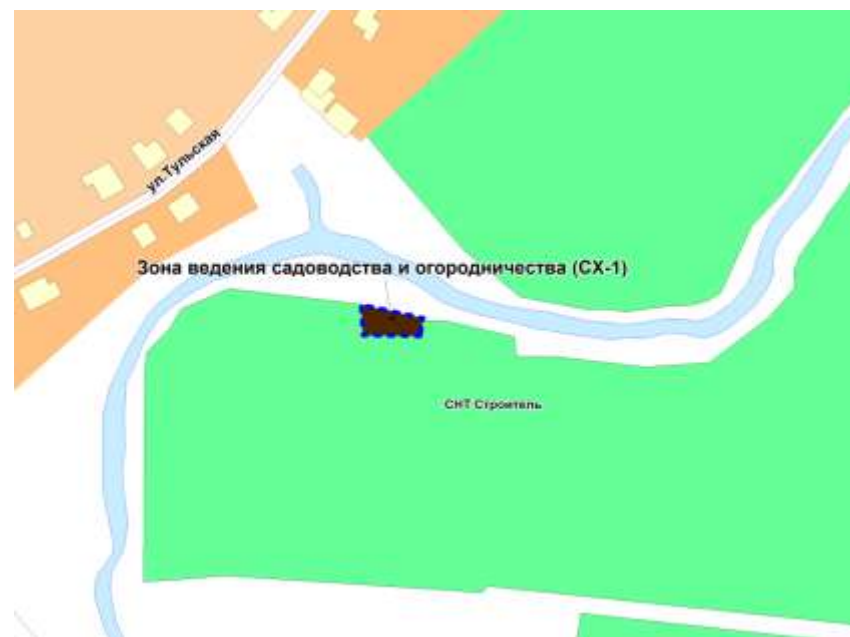 ул.Тульская
Зона ведения садоводства и огородничества (СХ-1)
СНТ Строитель